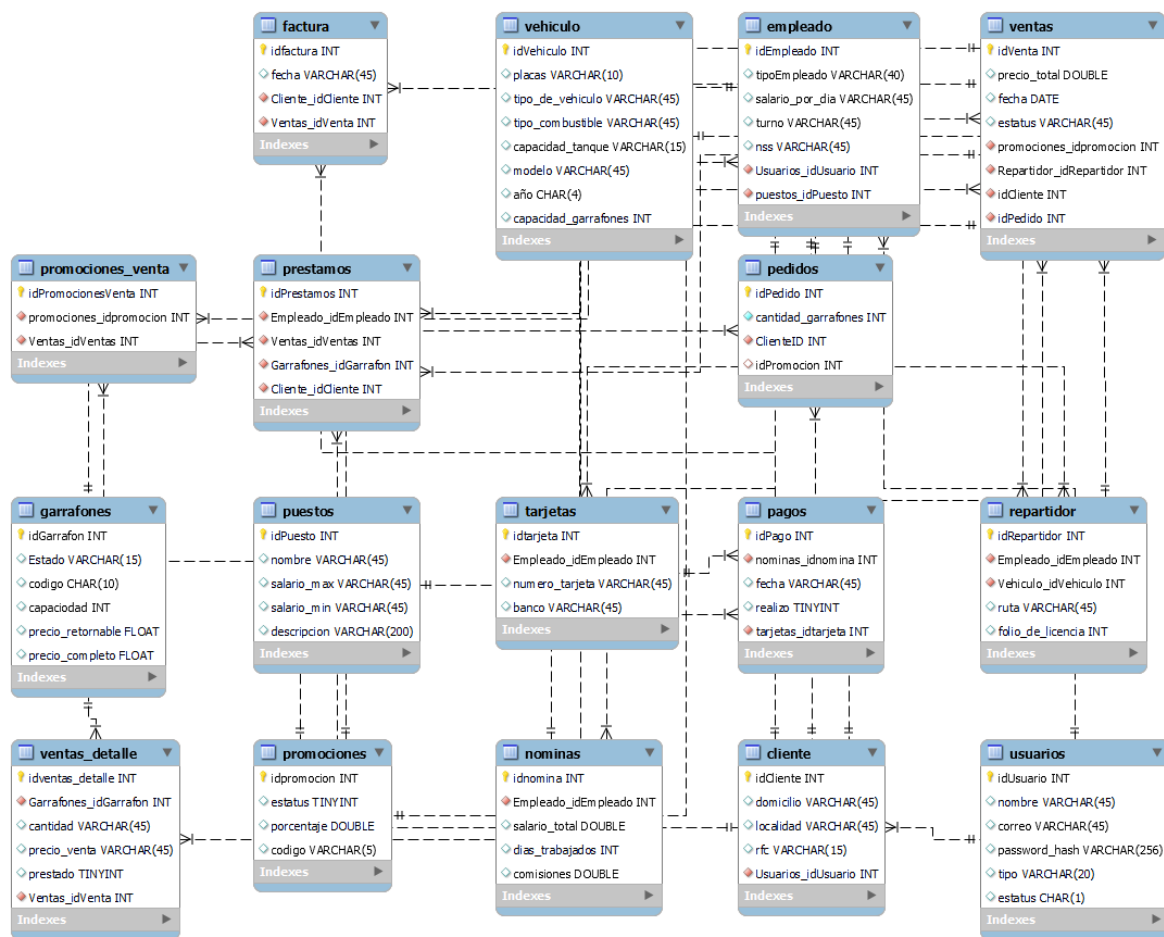 factura
idfactura INT
fecha VARCHAR(45)
Cliente_idCliente INT
Ventas_idVenta INT
Indexes
vehiculo
idVehiculo INT
placas VARCHAR(10)
tipo_de_vehiculo VARCHAR(45)
tipo_combustible VARCHAR(45)
capacidad_tanque VARCHAR(15)
modelo VARCHAR(45)
año CHAR(4)
capacidad_garrafones INT
Indexes
empleado
idEmpleado INT
tipoEmpleado VARCHAR(40)
salario_por_dia VARCHAR(45)
turno VARCHAR(45)
nss VARCHAR(45)
Usuarios_idUsuario INT
puestos_idPuesto INT
Indexes
ventas
idVenta INT
precio_total DOUBLE
fecha DATE
estatus VARCHAR(45)
promociones_idpromocion INT
Repartidor_idRepartidor INT
idCliente INT
idPedido INT
Indexes
promociones_venta
idPromocionesVenta INT
promociones_idpromocion INT
Ventas_idVentas INT
Indexes
prestamos
idPrestamos INT
Empleado_idEmpleado INT
Ventas_idVentas INT
Garrafones_idGarrafon INT
Cliente_idCliente INT
Indexes
pedidos
idPedido INT
cantidad_garrafones INT
ClienteID INT
idPromocion INT
Indexes
garrafones
idGarrafon INT
Estado VARCHAR(15)
codigo CHAR(10)
capaciodad INT
precio_retornable FLOAT
precio_completo FLOAT
Indexes
puestos
idPuesto INT
nombre VARCHAR(45)
salario_max VARCHAR(45)
salario_min VARCHAR(45)
descripcion VARCHAR(200)
Indexes
tarjetas
idtarjeta INT
Empleado_idEmpleado INT
numero_tarjeta VARCHAR(45)
banco VARCHAR(45)
Indexes
pagos
idPago INT
nominas_idnomina INT
fecha VARCHAR(45)
realizo TINYINT
tarjetas_idtarjeta INT
Indexes
repartidor
idRepartidor INT
Empleado_idEmpleado INT
Vehiculo_idVehiculo INT
ruta VARCHAR(45)
folio_de_licencia INT
Indexes
ventas_detalle
idventas_detalle INT
Garrafones_idGarrafon INT
cantidad VARCHAR(45)
precio_venta VARCHAR(45)
prestado TINYINT
Ventas_idVenta INT
Indexes
promociones
idpromocion INT
estatus TINYINT
porcentaje DOUBLE
codigo VARCHAR(5)
Indexes
nominas
idnomina INT
Empleado_idEmpleado INT
salario_total DOUBLE
dias_trabajados INT
comisiones DOUBLE
Indexes
cliente
idCliente INT
domicilio VARCHAR(45)
localidad VARCHAR(45)
rfc VARCHAR(15)
Usuarios_idUsuario INT
Indexes
usuarios
idUsuario INT
nombre VARCHAR(45)
correo VARCHAR(45)
password_hash VARCHAR(256)
tipo VARCHAR(20)
estatus CHAR(1)
Indexes